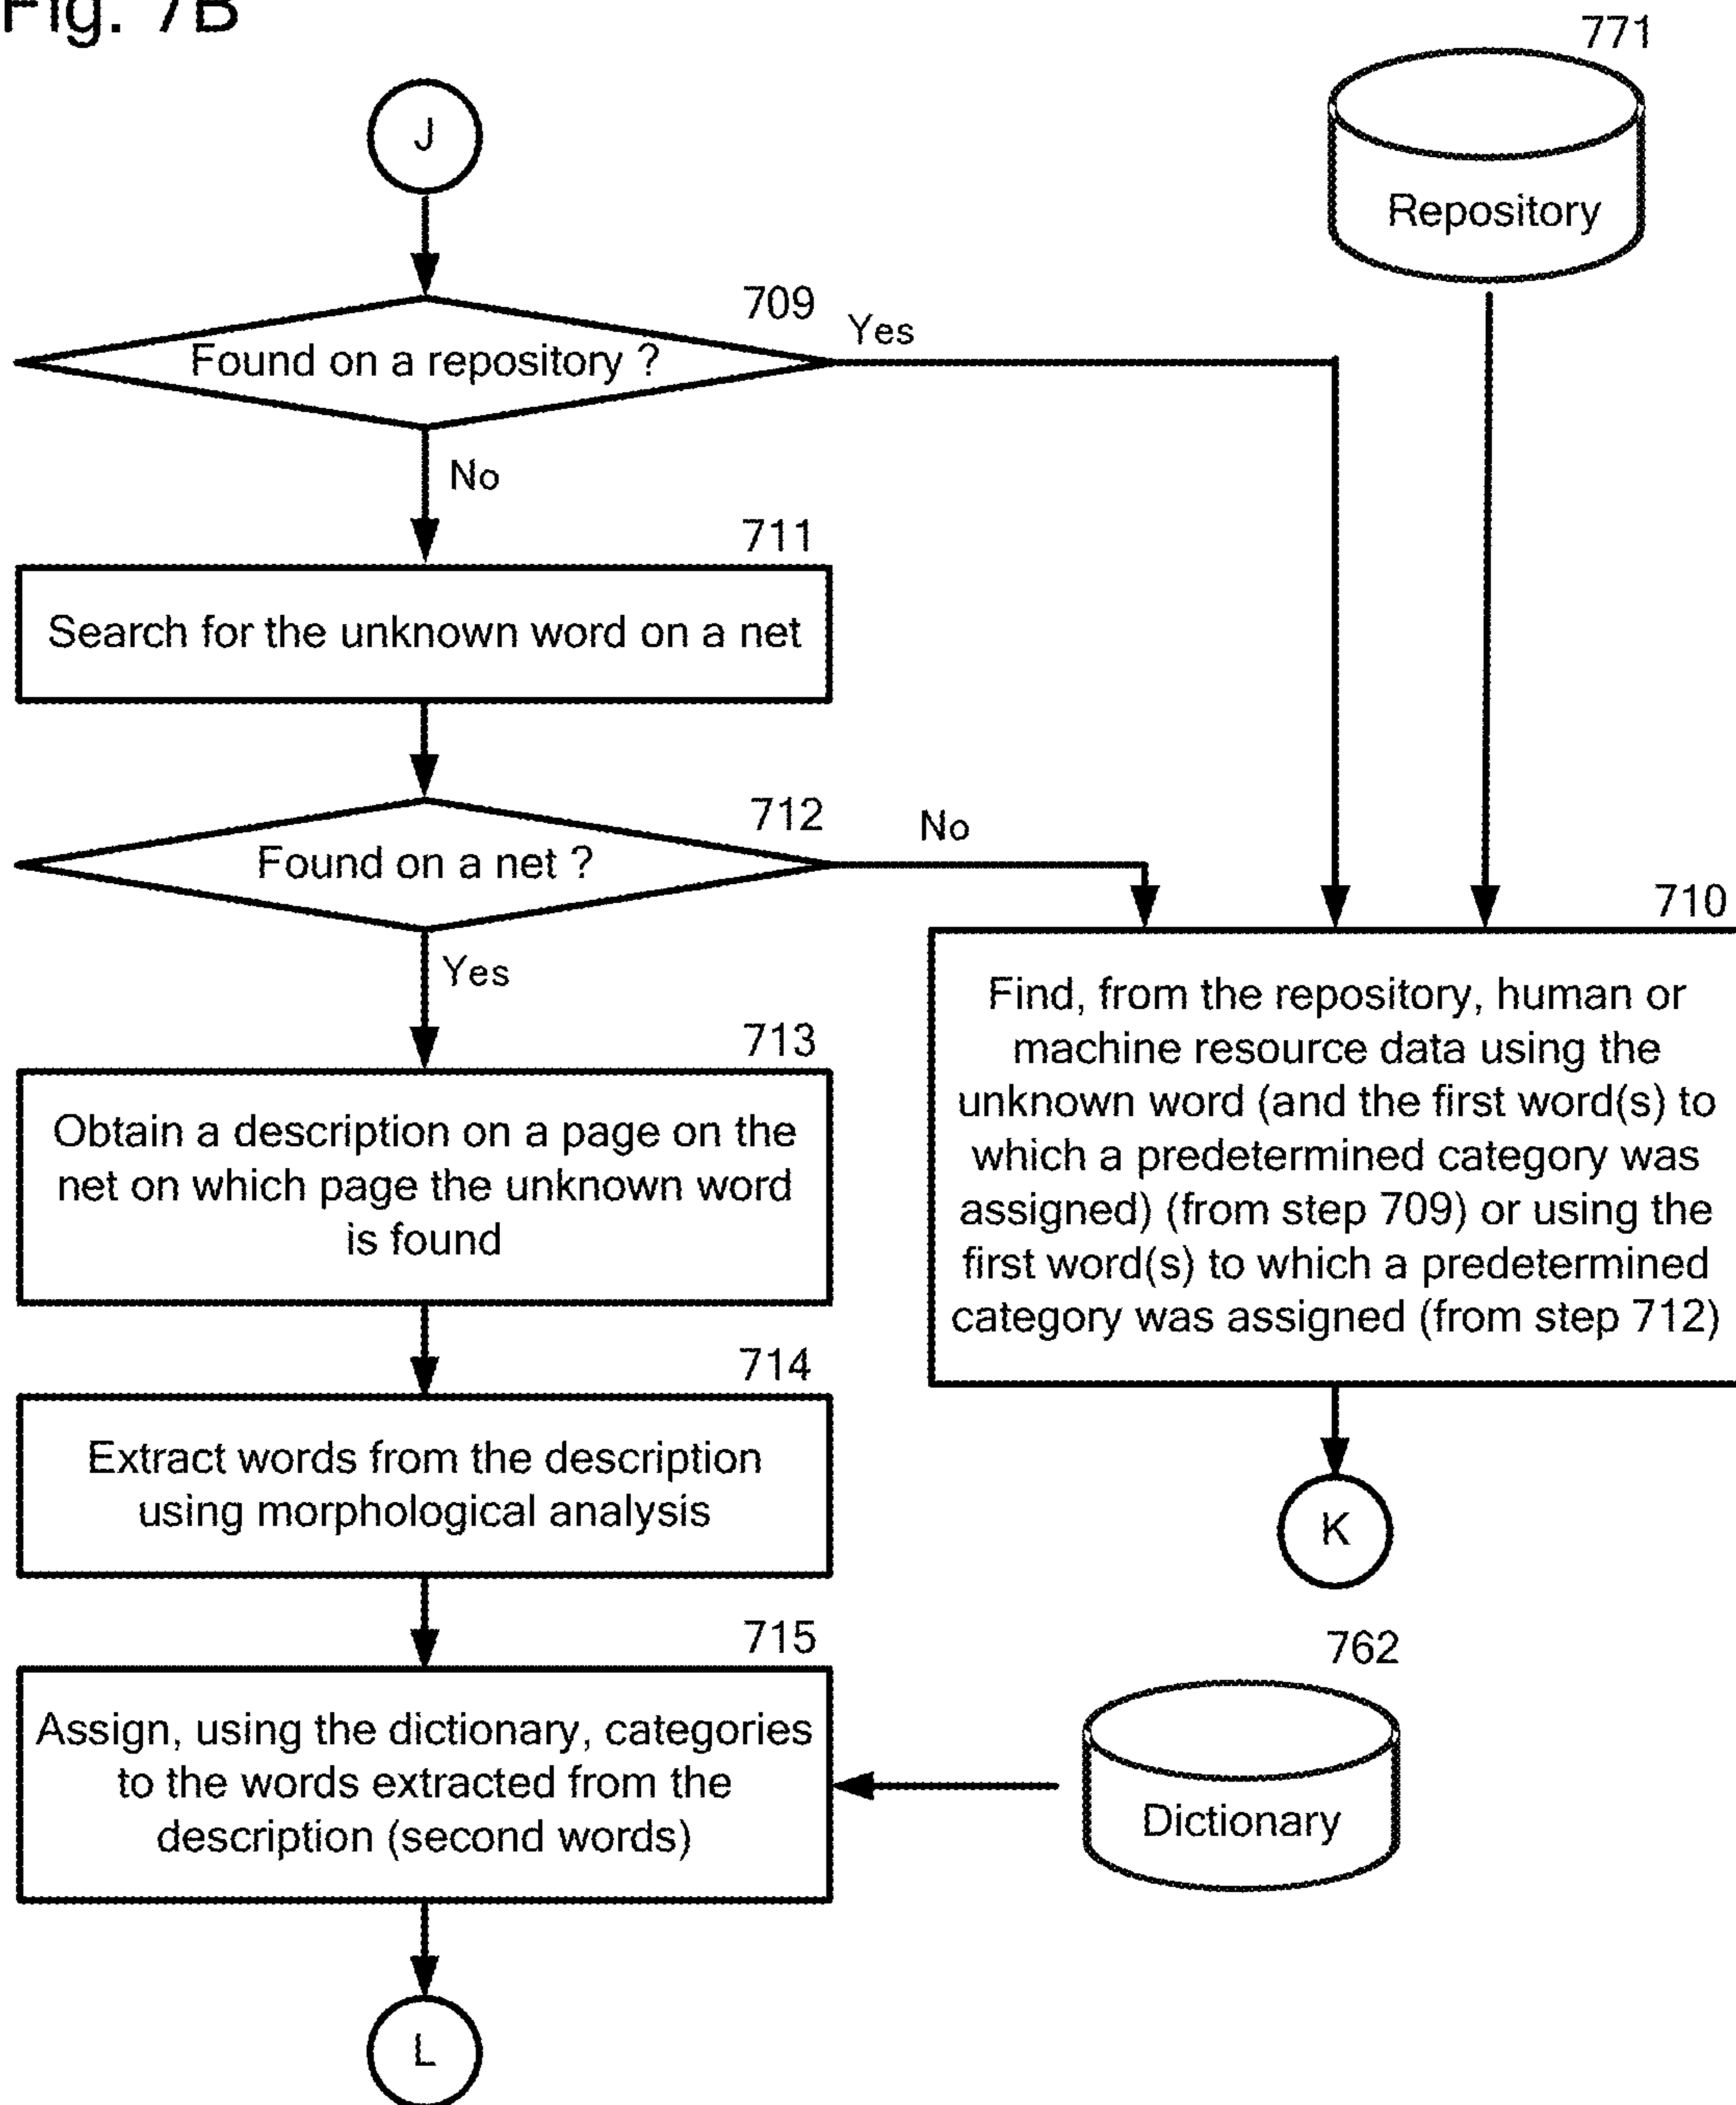 Fig. 7B
771
J
Repository
709
Found on a repository ?
Yes
No
711
Search for the unknown word on a net
712
Found on a net ?
No
Yes
710
Find, from the repository, human or
machine resource data using the
unknown word (and the first word(s) to
which a predetermined category was
assigned) (from step 709) or using the
first word(s) to which a predetermined
category was assigned (from step 712)
713
Obtain a description on a page on the
net on which page the unknown word
is found
714
Extract words from the description
using morphological analysis
K
715
Assign, using the dictionary, categories
to the words extracted from the
description (second words)
762
Dictionary
L